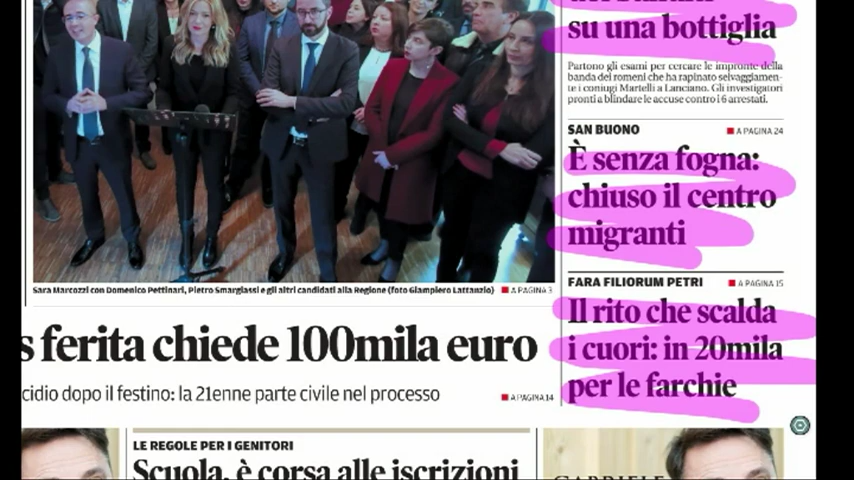 su una bottiglia
Partono gli esami per cercare le impronte della
banda dei romeni che ha rapinato selvaggiamen-
te i coniugi Martelli a Lanciano. Gli investigatori
pronti a blindare le accuse contro i 6 arrestati.
SAN BUONO
A PAGINA 24
È senza fogna:
chiuso il centro
migranti
Sara Marcozzi con Domenico Pettinari, Pietro Smargiassi e gli altri candidati alla Regione (foto Giampiero Lattanzio)
A PAGINA 3
FARA FILIORUM PETRI
A PAGINA 15
Il rito che scalda
i cuori: in 20mila
per le farchie
s ferita chiede 100mila euro
cidio dopo il festino: la 21enne parte civile nel processo
A PAGINA 14
LE REGOLE PER I GENITORI
Scuola, è corsa alle iscrizioni
GABRIELE